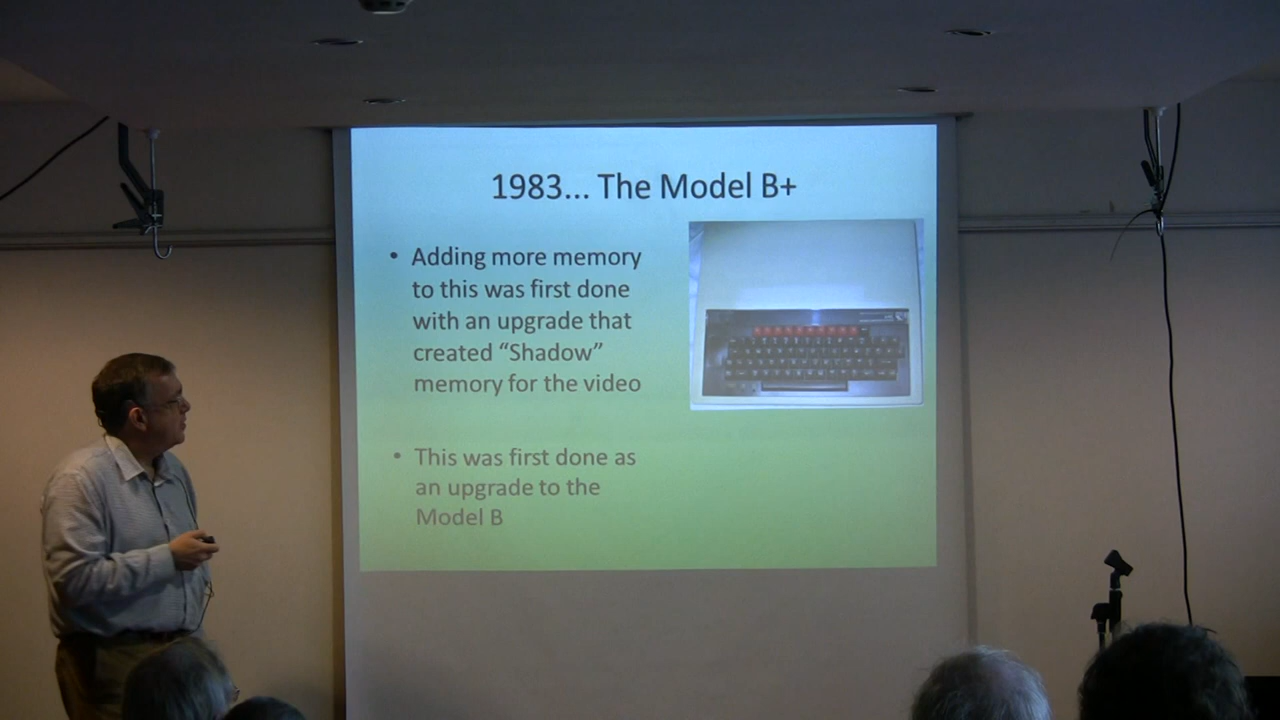 1983... The Model B+
• Adding more memory
to this was first done
with an upgrade that
created “Shadow”
memory for the video
• This was first done as
an upgrade to the
Model B